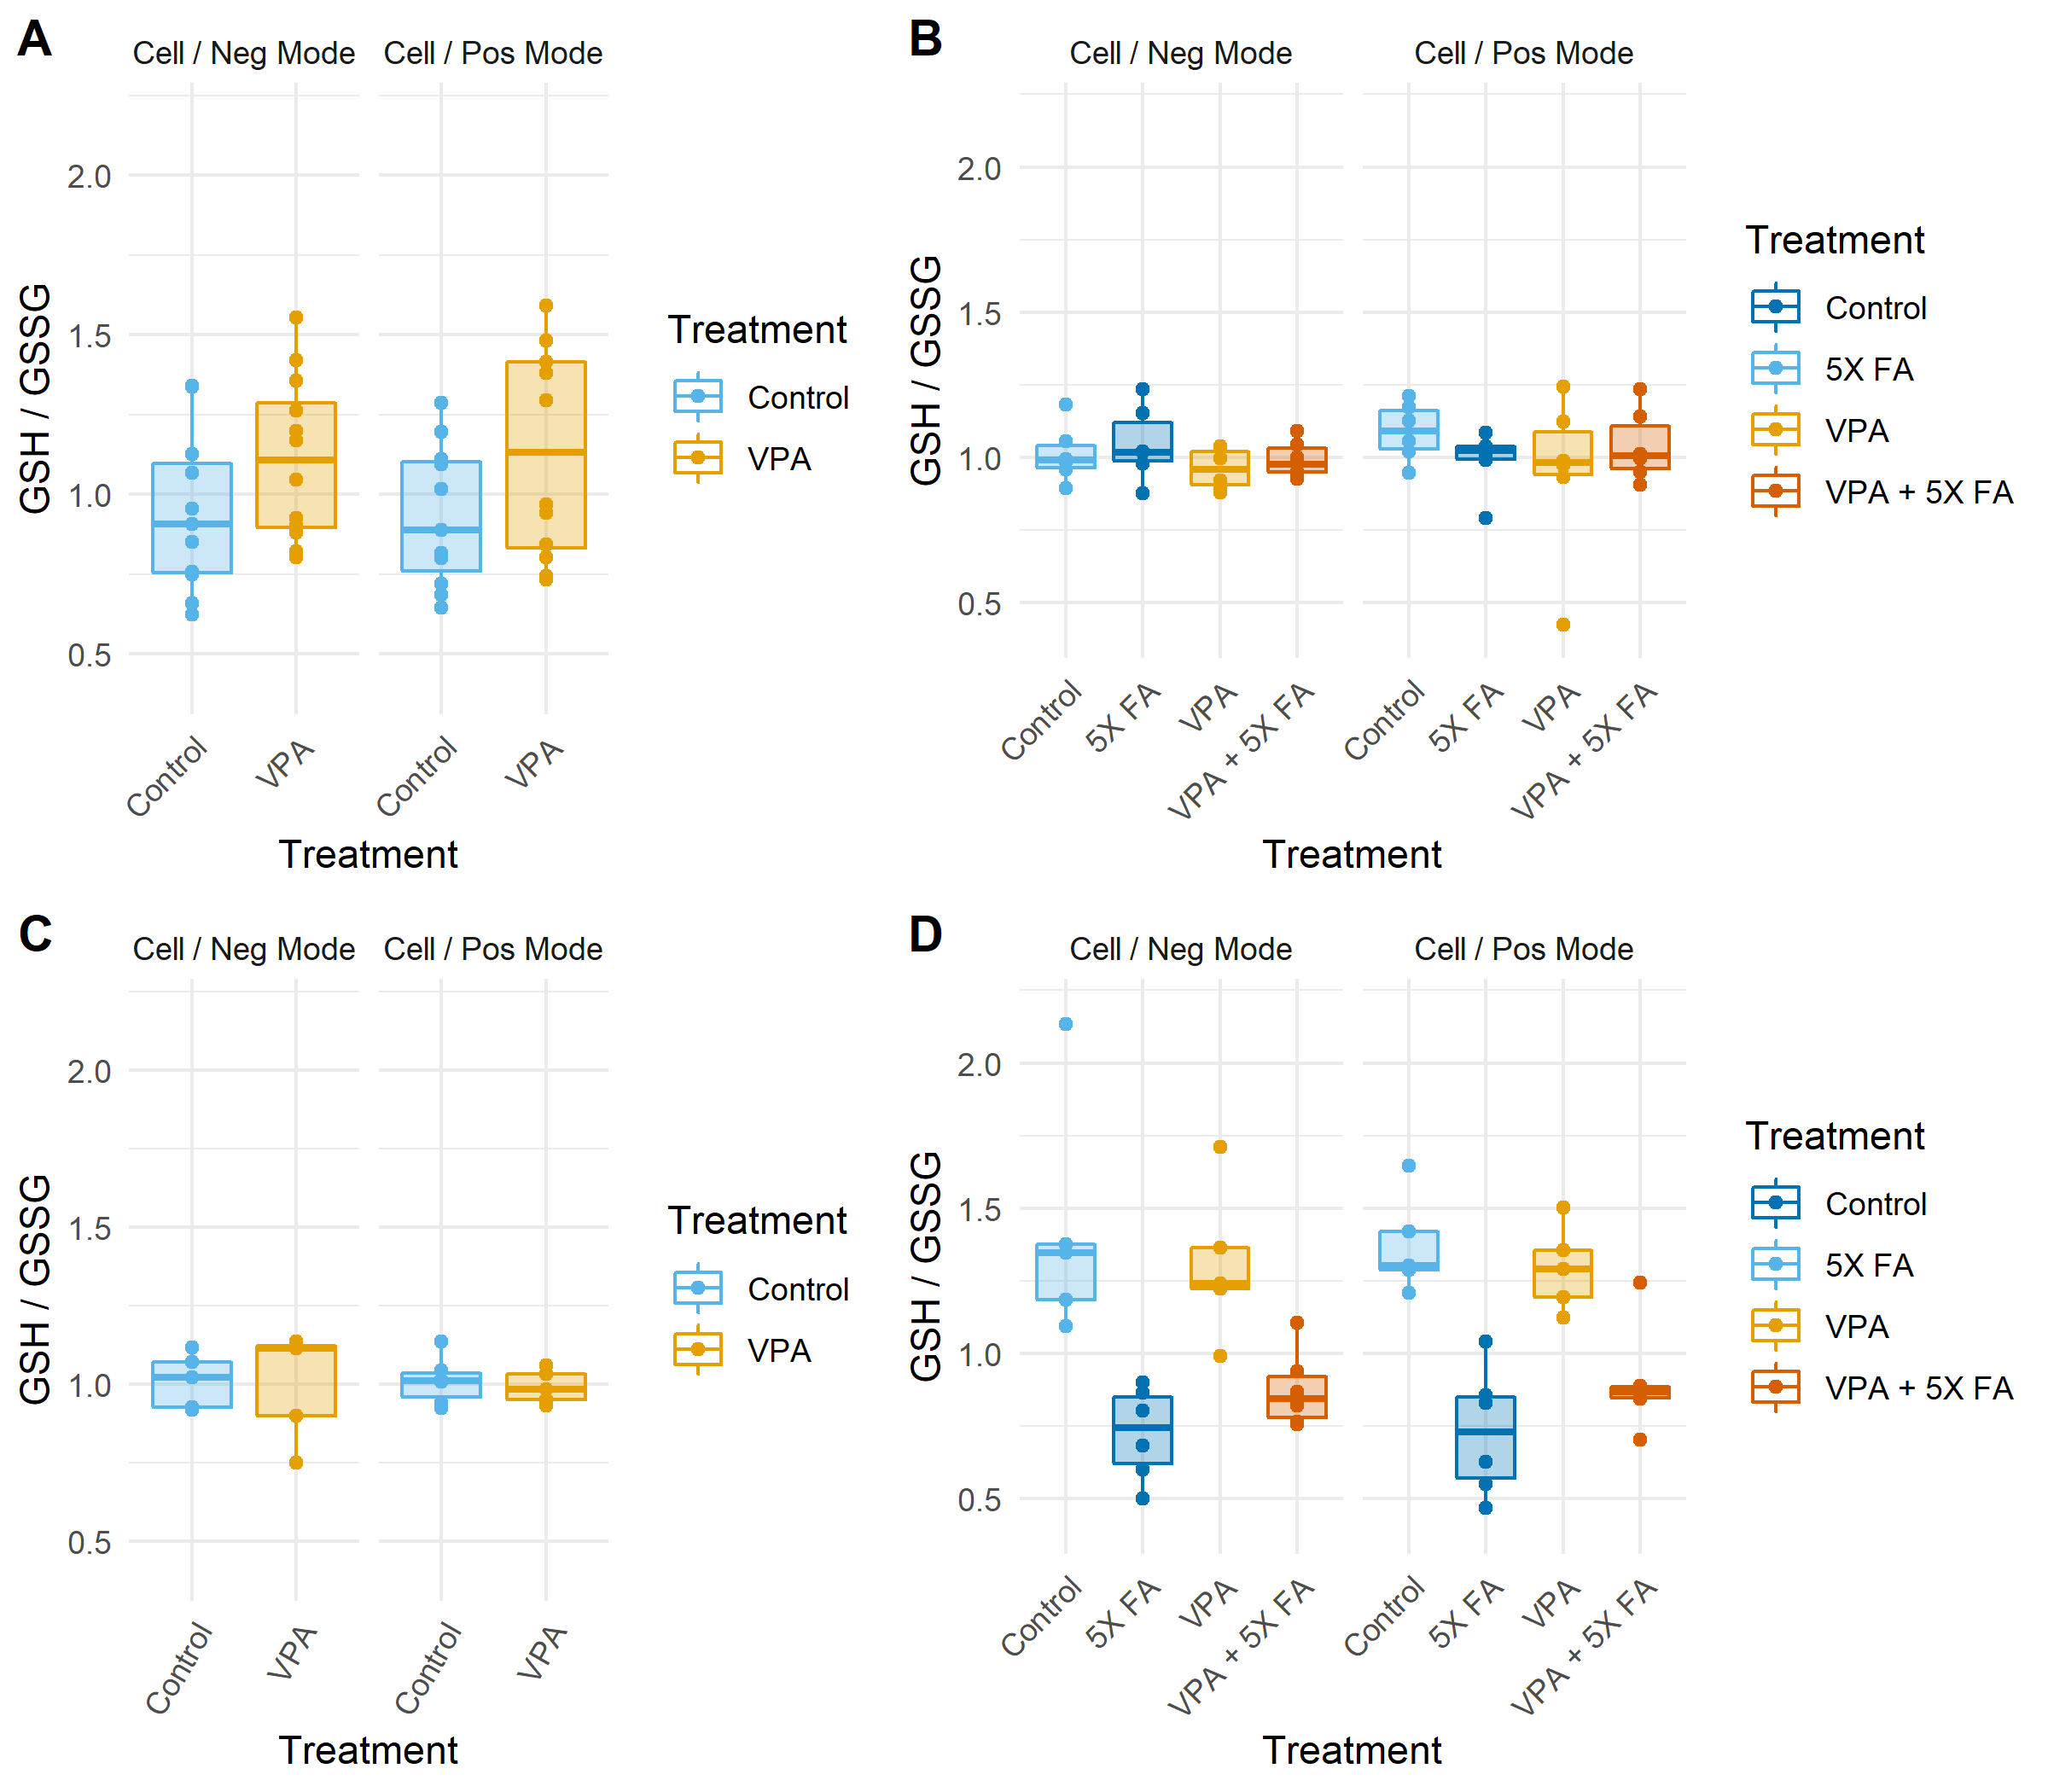 A
Cell / Neg Mode
Cell / Pos Mode
GSH / GSSG
2.0
1.5
1.0
0.5
Control
VPA
Control
VPA
Treatment
Treatment
Control
VPA
B
Cell / Neg Mode
Cell / Pos Mode
GSH / GSSG
2.0
1.5
1.0
0.5
Control
5X FA
VPA
VPA + 5X FA
Control
5X FA
VPA
VPA + 5X FA
Treatment
Treatment
Control
5X FA
VPA
VPA + 5X FA
C
Cell / Neg Mode
Cell / Pos Mode
GSH / GSSG
2.0
1.5
1.0
0.5
Control
VPA
Control
VPA
Treatment
Treatment
Control
VPA
D
Cell / Neg Mode
Cell / Pos Mode
GSH / GSSG
2.0
1.5
1.0
0.5
Control
5X FA
VPA
VPA + 5X FA
Control
5X FA
VPA
VPA + 5X FA
Treatment
Treatment
Control
5X FA
VPA
VPA + 5X FA